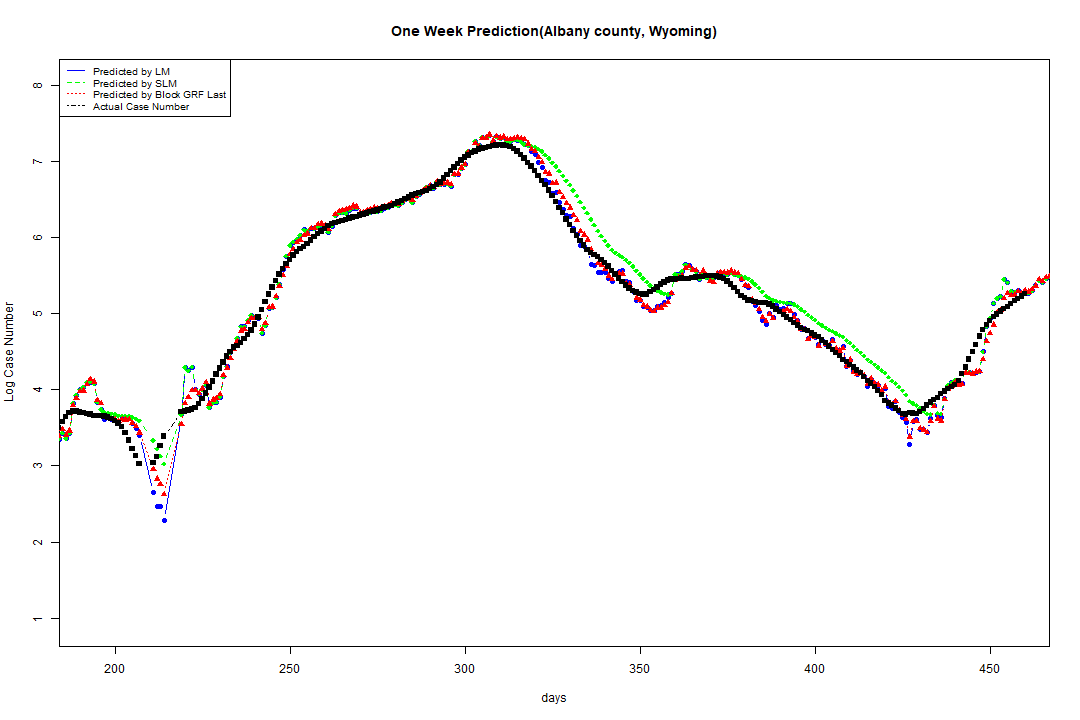 One Week Prediction(Albany county, Wyoming)
Predicted by LM
Predicted by SLM
Predicted by Block GRF Last
Actual Case Number
Log Case Number
8
7
6
5
4
3
2
1
200 250 300 350 400 450
days